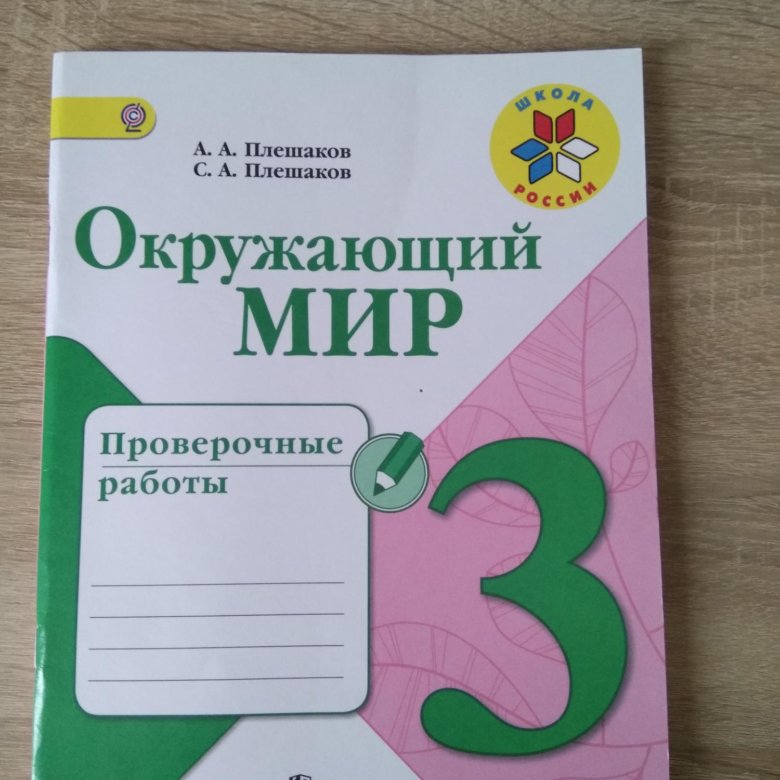 А. А. Плешаков
С. А. Плешаков
ШКОЛА
РОССИИ
Окружающий
МИР
Проверочные
работы
3